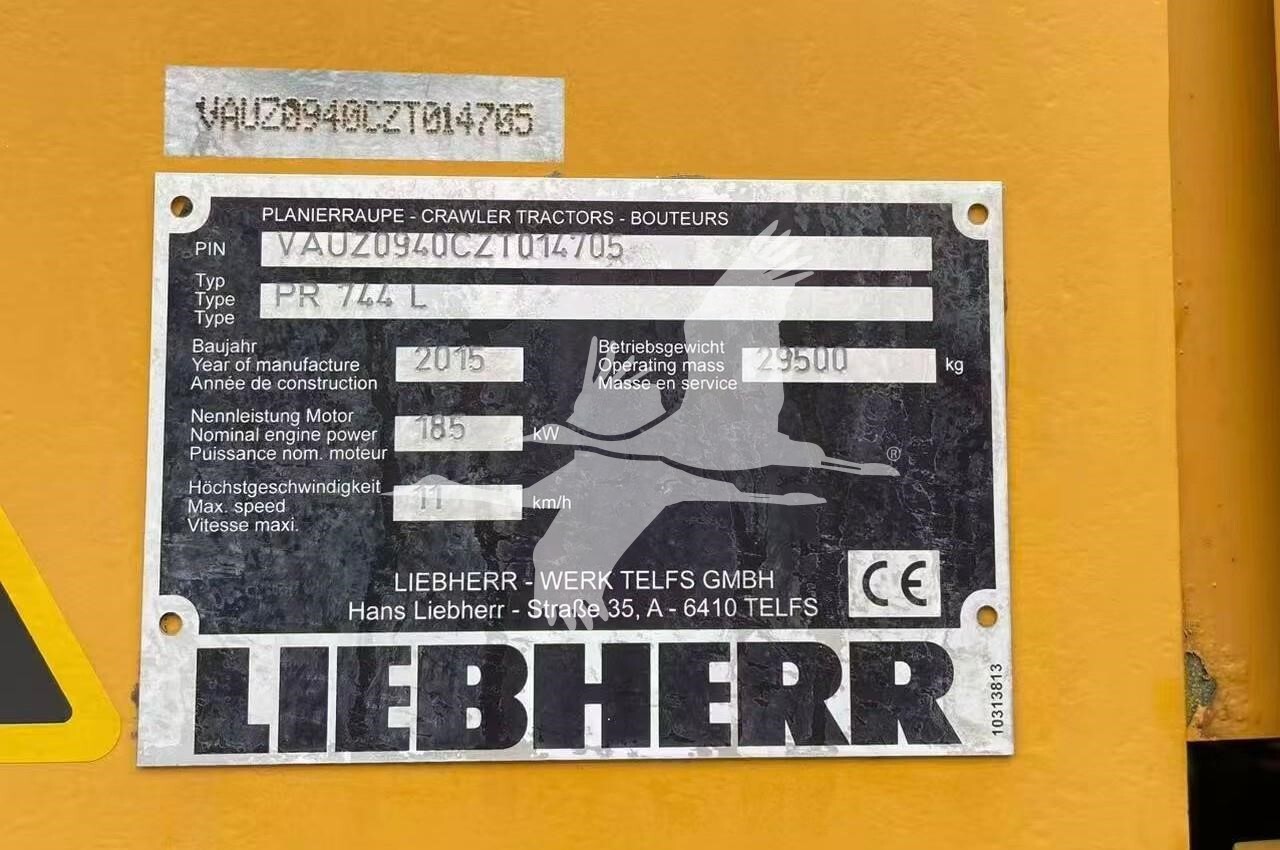 VAUZ0940CZT014705
PLANIERRAUPE - CRAWLER TRACTORS - BOUTEURS
PIN VAUZ0940CZT014705
Typ
Type PR 744 L
Type
Baujahr
Year of manufacture 2015
Année de construction
Betriebsgewicht
Operating mass 29500 kg
Masse en service
Nennleistung Motor
Nominal engine power 185 kW
Puissance nom. moteur
Höchstgeschwindigkeit
Max. speed 11 km/h
Vitesse maxi.
®
LIEBHERR - WERK TELFS GMBH
Hans Liebherr - Straße 35, A - 6410 TELFS
CE
LIEBHERR
10313813